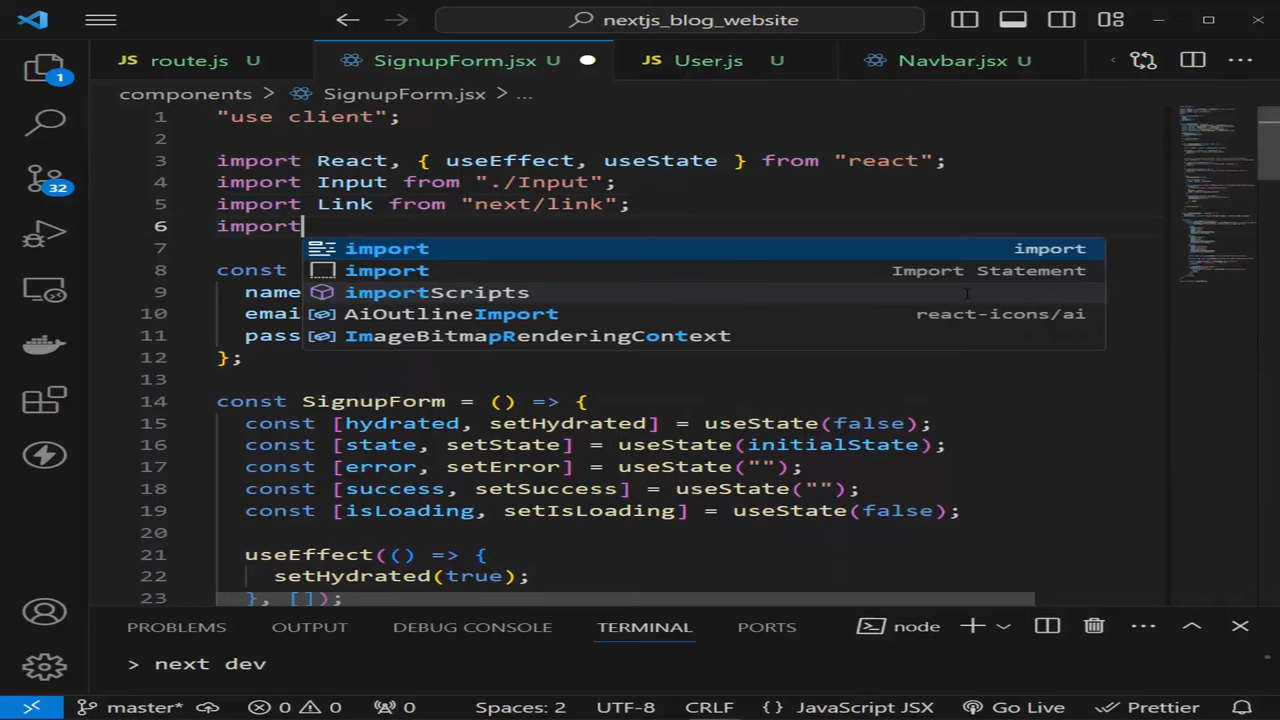 nextjs_blog_website
JS route.js U
SignupForm.jsx U
JS User.js U
Navbar.jsx U
components > SignupForm.jsx > ...
1 "use client";
2
3 import React, { useEffect, useState } from "react";
4 import Input from "./Input";
5 import Link from "next/link";
6 import
import import
import Import Statement
importScripts
AiOutlineImport react-icons/ai
ImageBitmapRenderingContext
7
8 const
9 name
10 emai
11 pass
12 };
13
14 const SignupForm = () => {
15 const [hydrated, setHydrated] = useState(false);
16 const [state, setState] = useState(initialState);
17 const [error, setError] = useState("");
18 const [success, setSuccess] = useState("");
19 const [isLoading, setIsLoading] = useState(false);
20
21 useEffect(() => {
22 setHydrated(true);
23 }, []);
1
32
PROBLEMS OUTPUT DEBUG CONSOLE TERMINAL PORTS node
> next dev
master* 0 0 0 Spaces: 2 UTF-8 CRLF {} JavaScript JSX Go Live Prettier